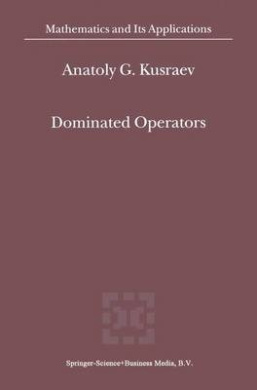 Mathematics and Its Applications
Anatoly G. Kusraev
Dominated Operators
Springer-Science+Business Media, B.V.